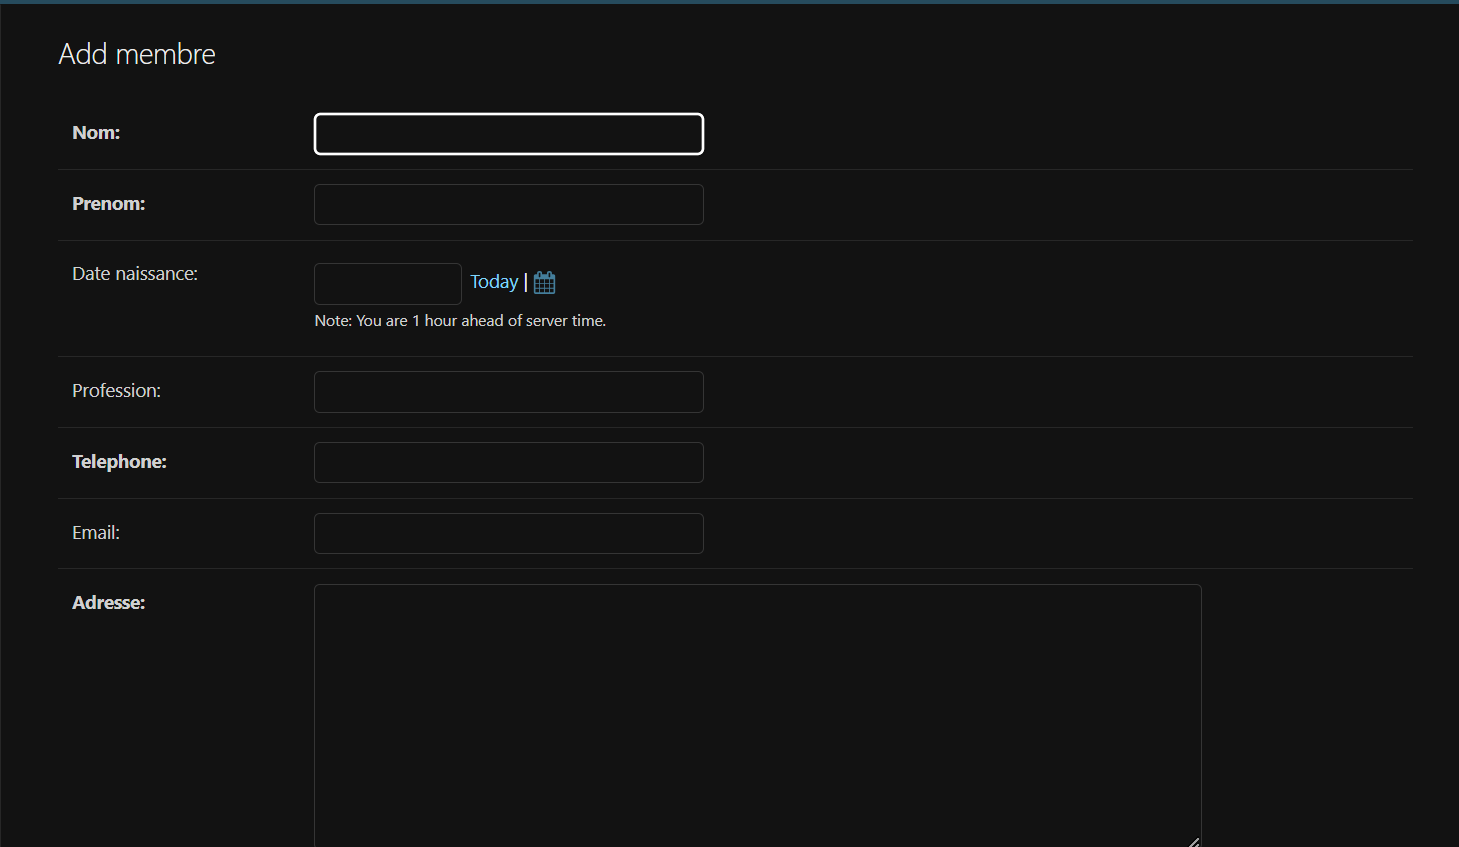 Add membre
Nom:
Prenom:
Date naissance:
Today |
Note: You are 1 hour ahead of server time.
Profession:
Telephone:
Email:
Adresse: